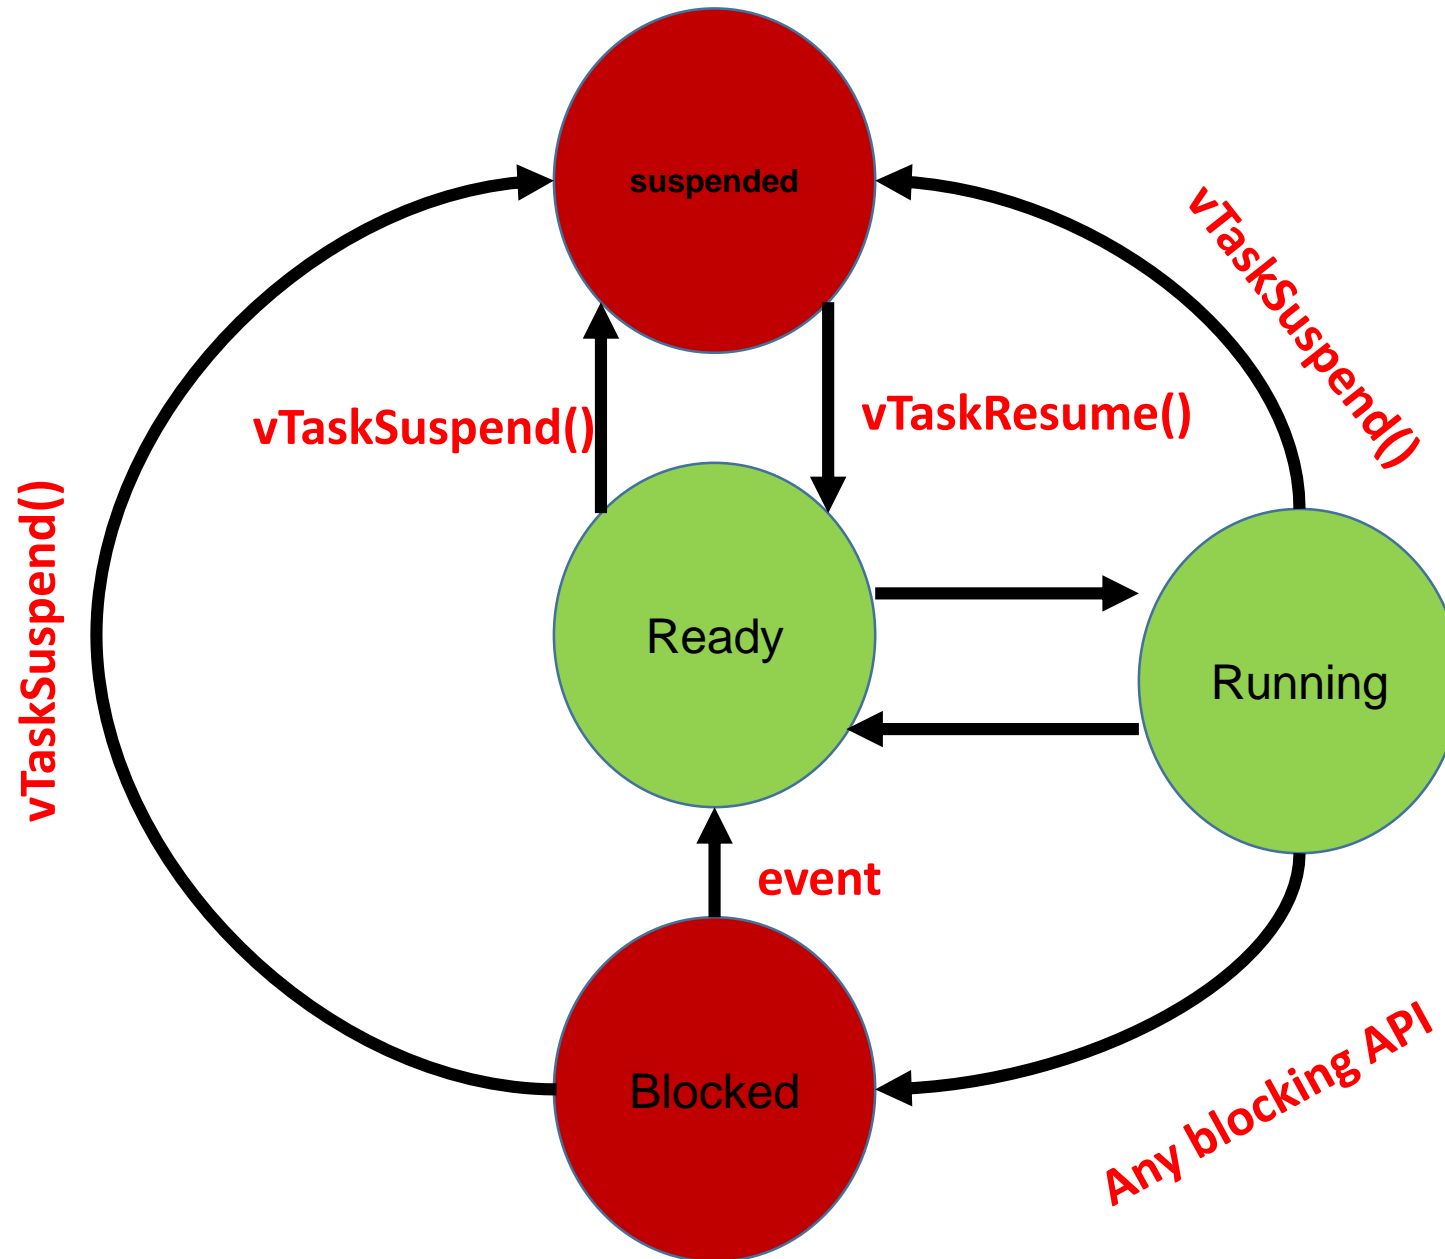 suspended
vTaskSuspend()
vTaskSuspend()
vTaskResume()
vTaskSuspend()
Ready
Running
event
Blocked
Any blocking API